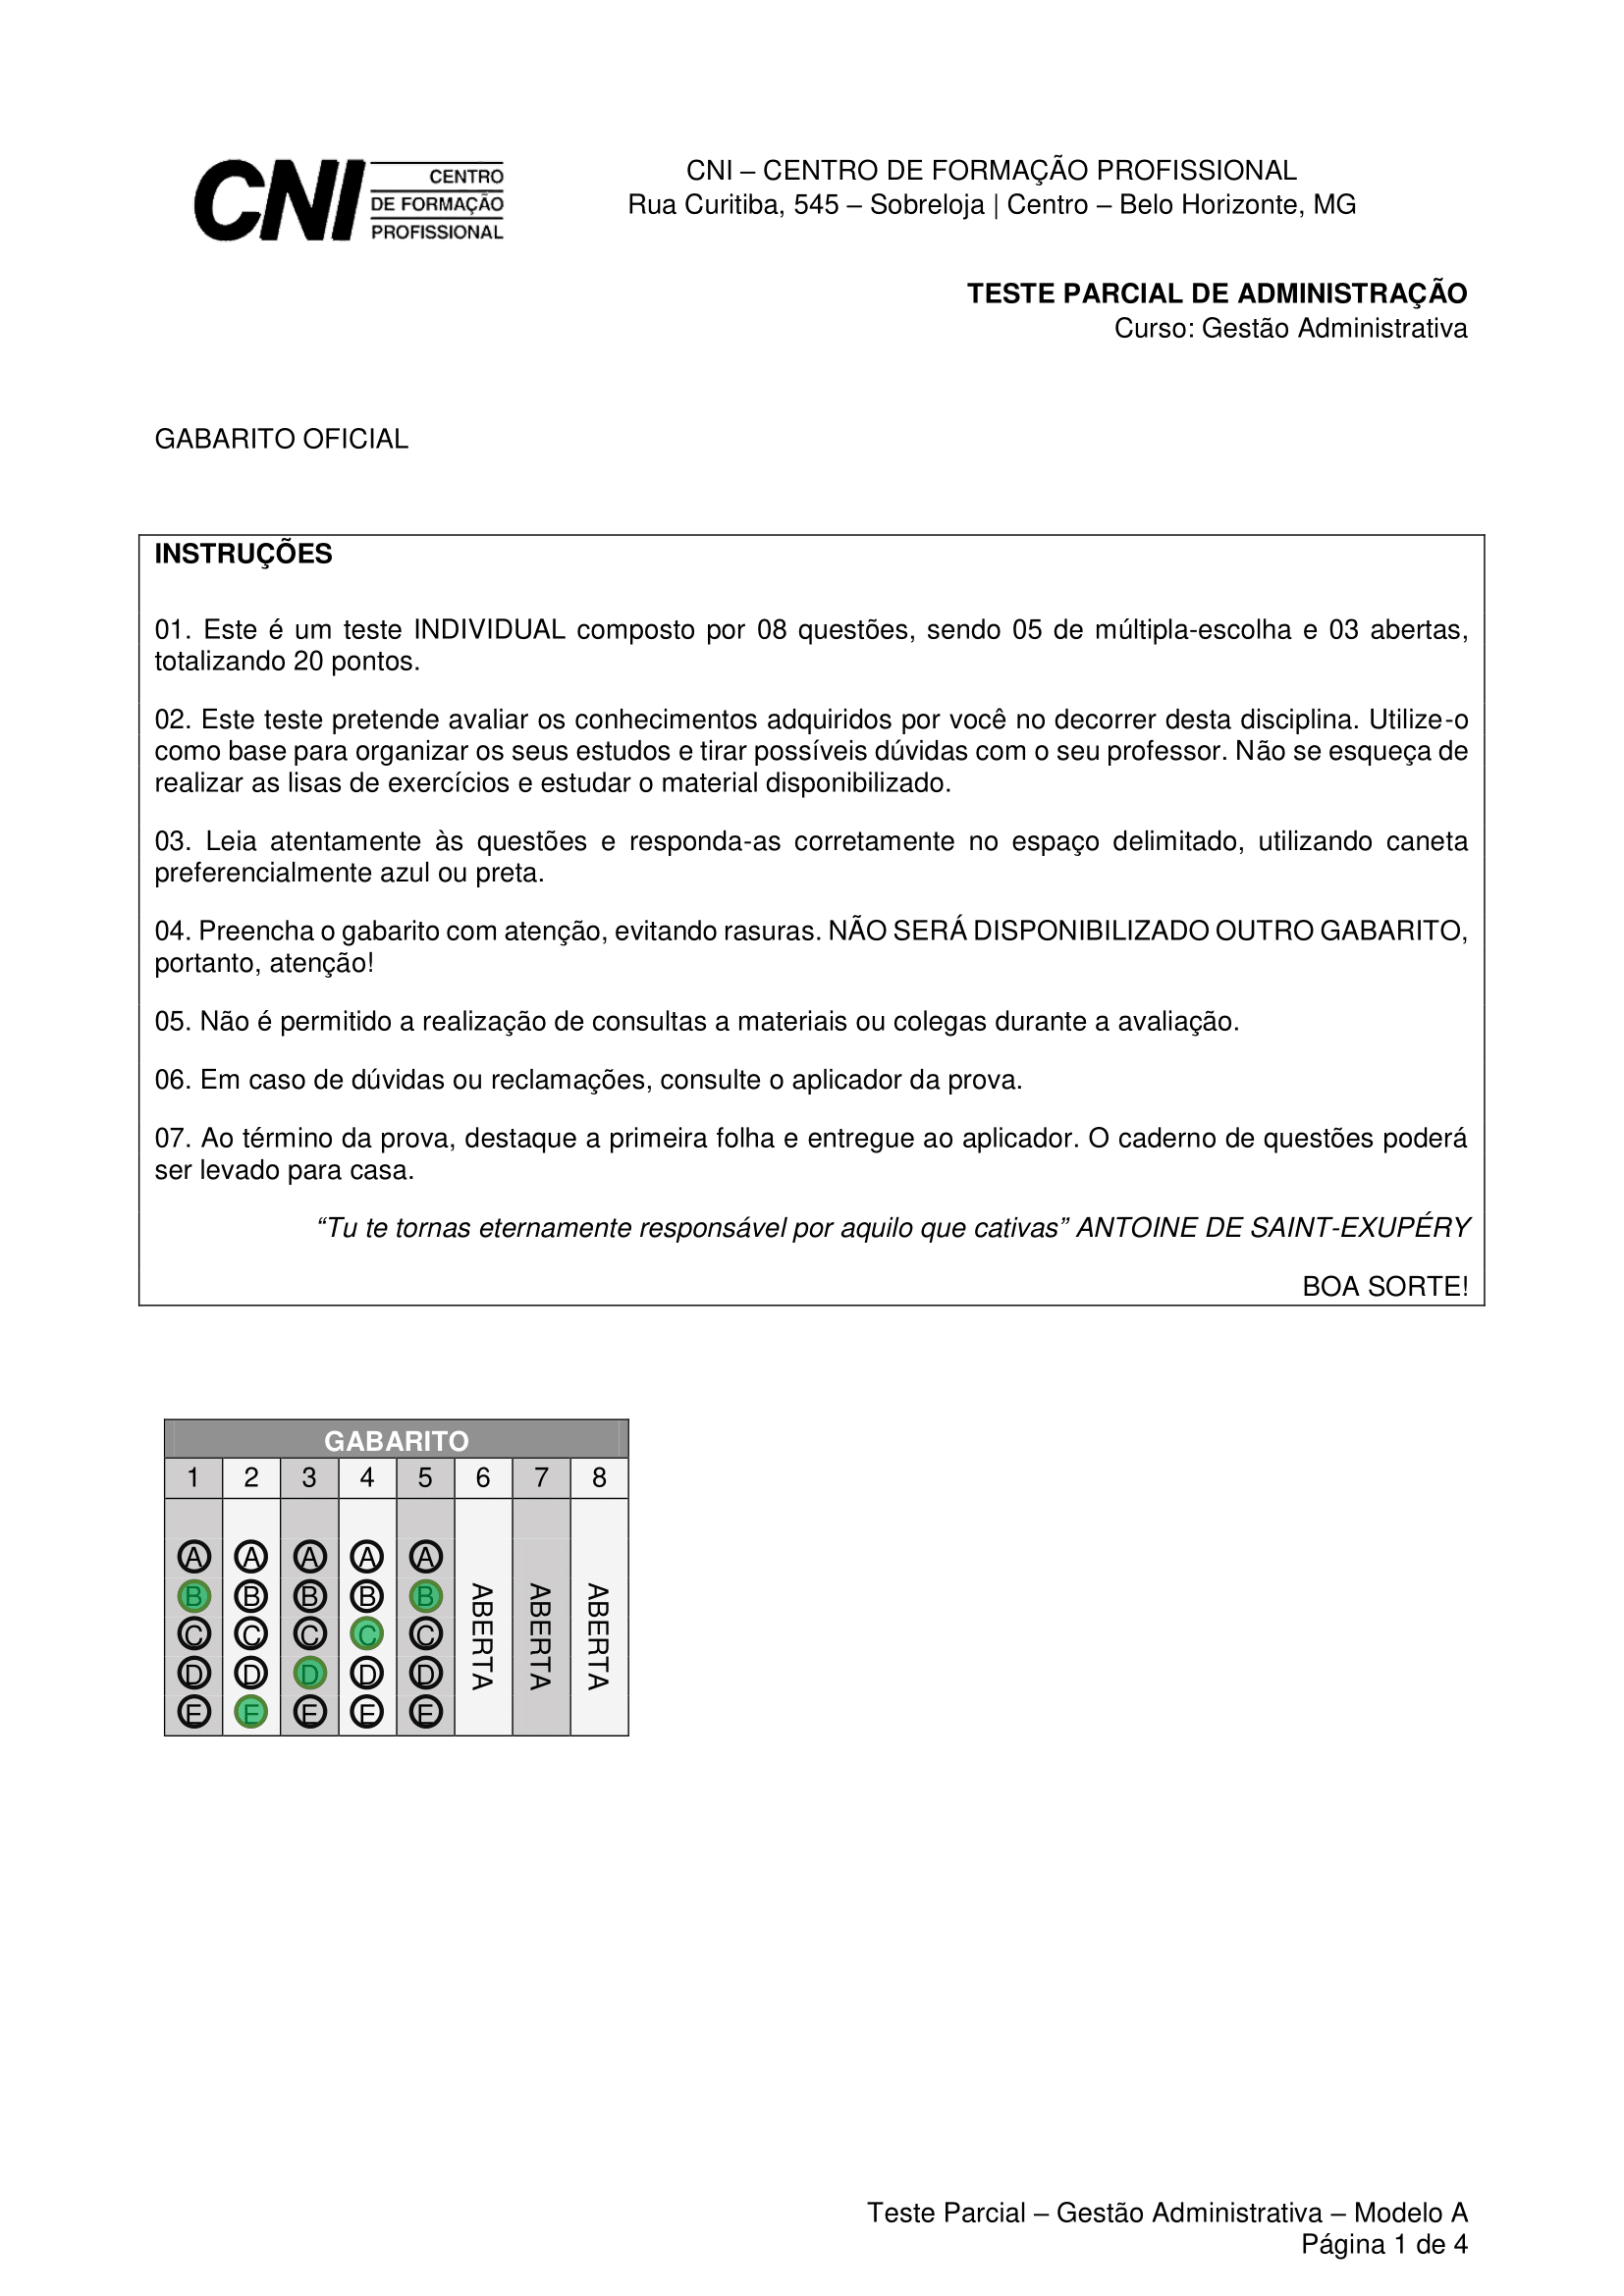 CNI CENTRO
DE FORMAÇÃO
PROFISSIONAL
CNI – CENTRO DE FORMAÇÃO PROFISSIONAL
Rua Curitiba, 545 – Sobreloja | Centro – Belo Horizonte, MG
TESTE PARCIAL DE ADMINISTRAÇÃO
Curso: Gestão Administrativa
GABARITO OFICIAL
INSTRUÇÕES
01. Este é um teste INDIVIDUAL composto por 08 questões, sendo 05 de múltipla-escolha e 03 abertas,
totalizando 20 pontos.
02. Este teste pretende avaliar os conhecimentos adquiridos por você no decorrer desta disciplina. Utilize-o
como base para organizar os seus estudos e tirar possíveis dúvidas com o seu professor. Não se esqueça de
realizar as lisas de exercícios e estudar o material disponibilizado.
03. Leia atentamente às questões e responda-as corretamente no espaço delimitado, utilizando caneta
preferencialmente azul ou preta.
04. Preencha o gabarito com atenção, evitando rasuras. NÃO SERÁ DISPONIBILIZADO OUTRO GABARITO,
portanto, atenção!
05. Não é permitido a realização de consultas a materiais ou colegas durante a avaliação.
06. Em caso de dúvidas ou reclamações, consulte o aplicador da prova.
07. Ao término da prova, destaque a primeira folha e entregue ao aplicador. O caderno de questões poderá
ser levado para casa.
“Tu te tornas eternamente responsável por aquilo que cativas” ANTOINE DE SAINT-EXUPÉRY
BOA SORTE!
GABARITO
1 2 3 4 5 6 7 8
A A A A A
B B B B B
C C C C C
D D D D D
E E E E E
ABERTA
ABERTA
ABERTA
Teste Parcial – Gestão Administrativa – Modelo A
Página 1 de 4